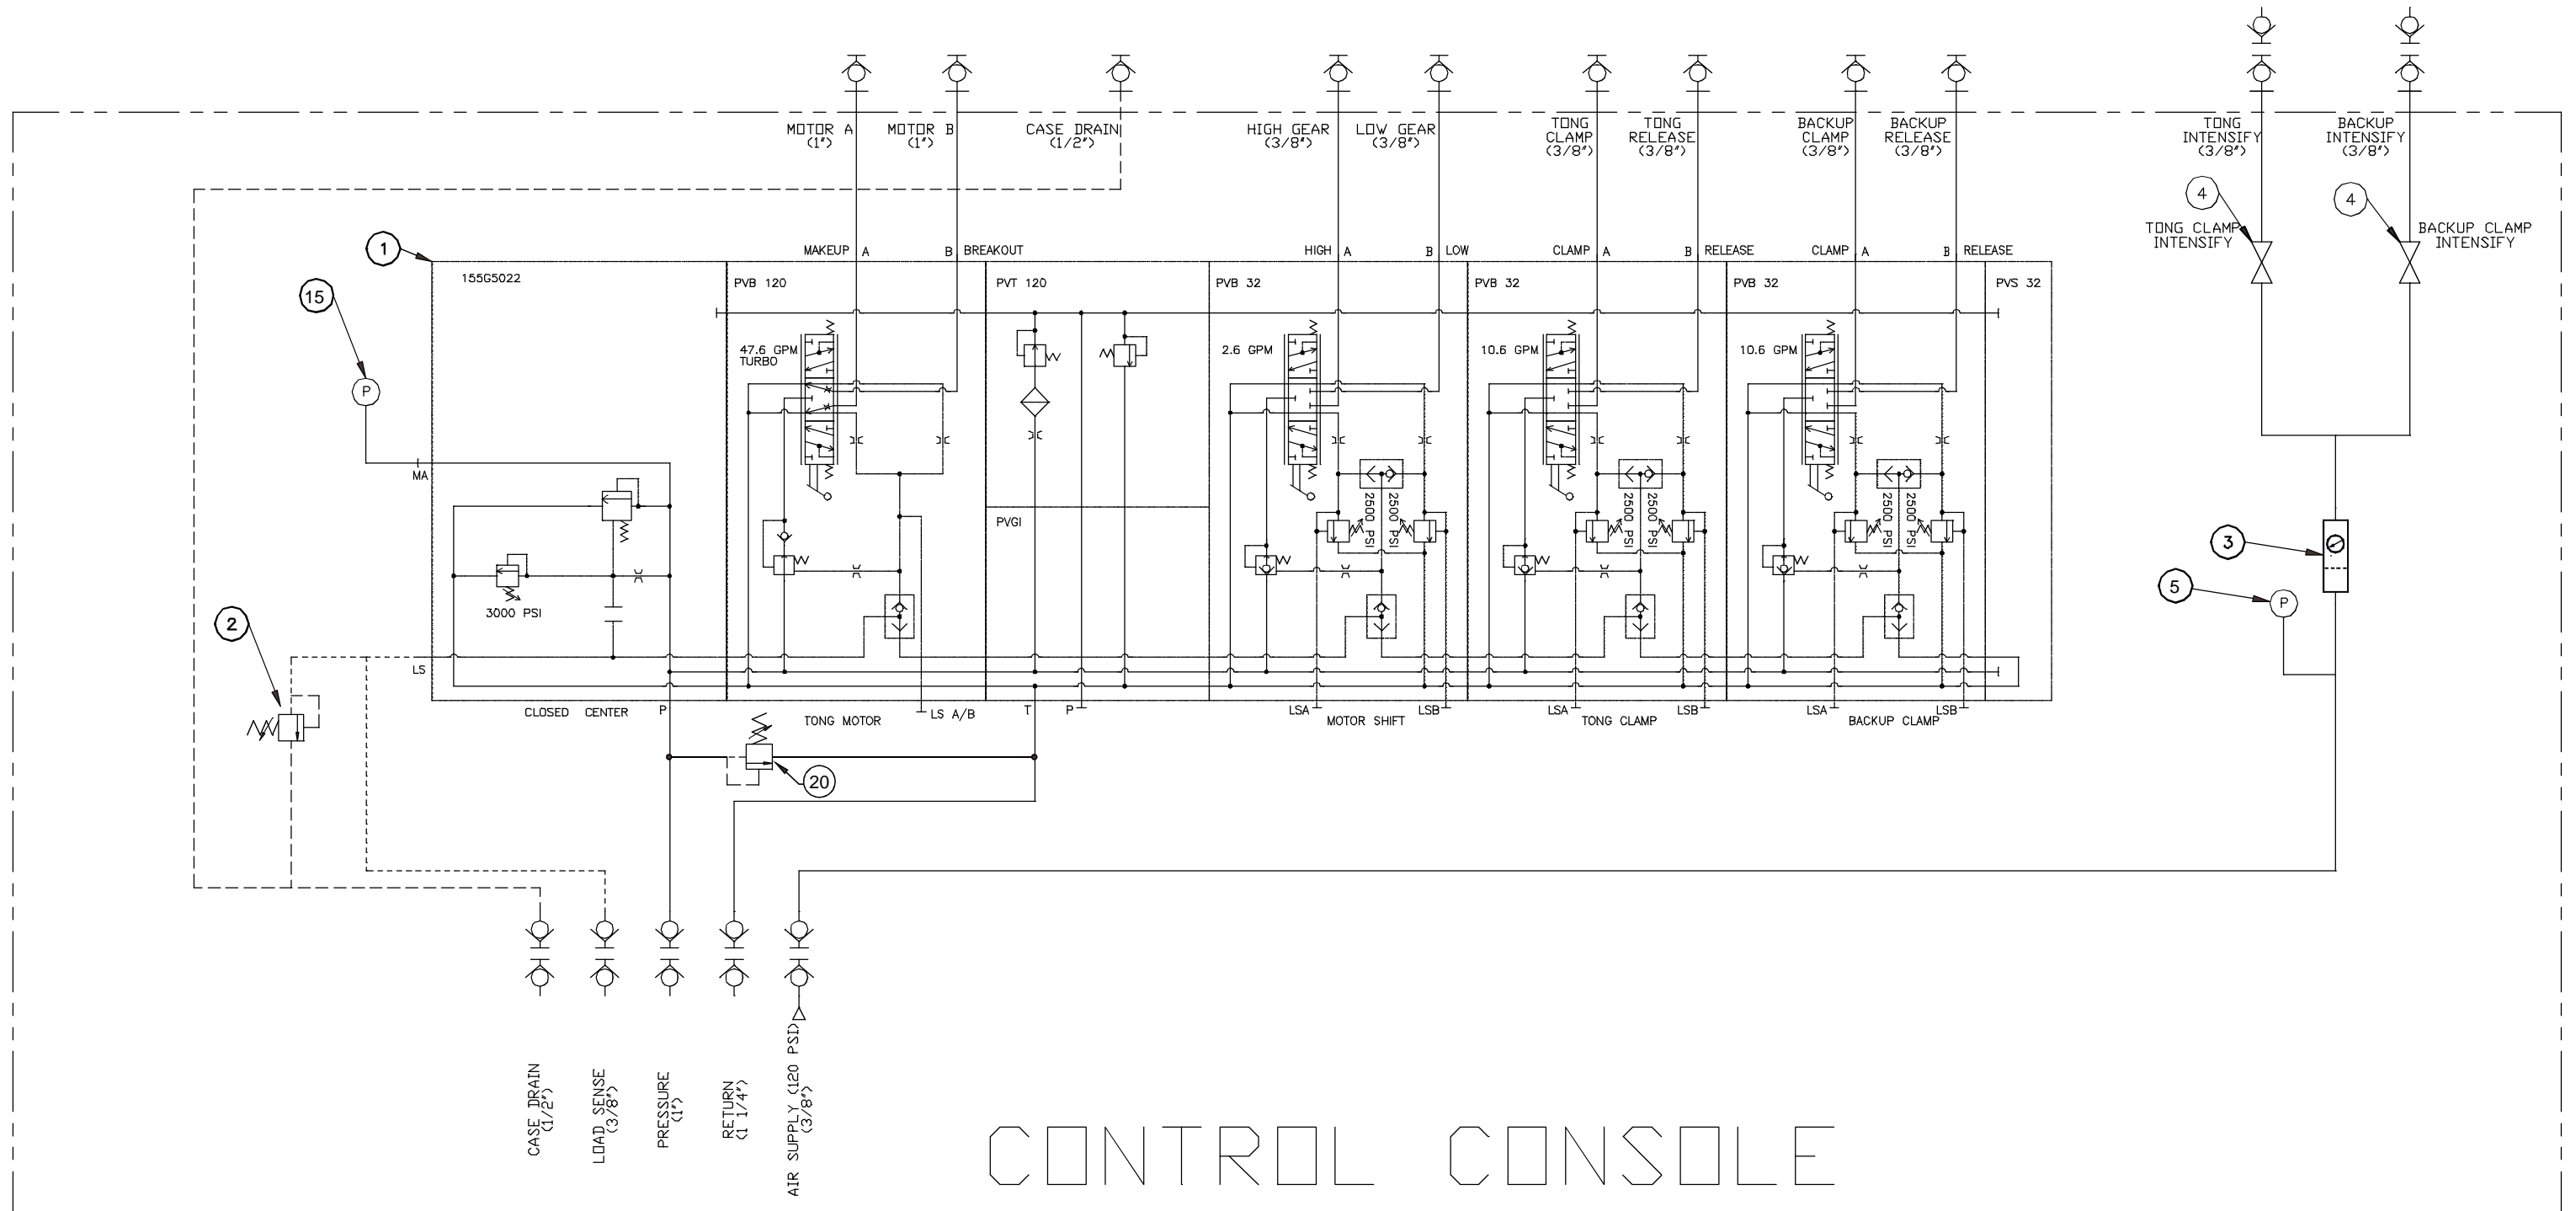 MOTOR A
(1")
MOTOR B
(1")
CASE DRAIN
(1/2")
HIGH GEAR
(3/8")
LOW GEAR
(3/8")
TONG
CLAMP
(3/8")
TONG
RELEASE
(3/8")
BACKUP
CLAMP
(3/8")
BACKUP
RELEASE
(3/8")
TONG
INTENSIFY
(3/8")
BACKUP
INTENSIFY
(3/8")
4
4
TONG CLAMP
INTENSIFY
BACKUP CLAMP
INTENSIFY
1
MAKEUP A
B BREAKOUT
HIGH A
B LOW
CLAMP A
B RELEASE
CLAMP A
B RELEASE
155G5022
PVB 120
PVT 120
PVB 32
PVB 32
PVB 32
PVS 32
15
P
47.6 GPM
TURBO
2.6 GPM
10.6 GPM
10.6 GPM
MA
PVGI
2500 PSI
2500 PSI
2500 PSI
2500 PSI
2500 PSI
2500 PSI
3
5
P
3000 PSI
2
LS
CLOSED CENTER
P
TONG MOTOR
LS A/B
T
P
LSA
MOTOR SHIFT
LSB
LSA
TONG CLAMP
LSB
LSA
BACKUP CLAMP
LSB
20
CASE DRAIN
(1/2")
LOAD SENSE
(3/8")
PRESSURE
(1")
RETURN
(1 1/4")
AIR SUPPLY (120 PSI)
(3/8")
CONTROL CONSOLE